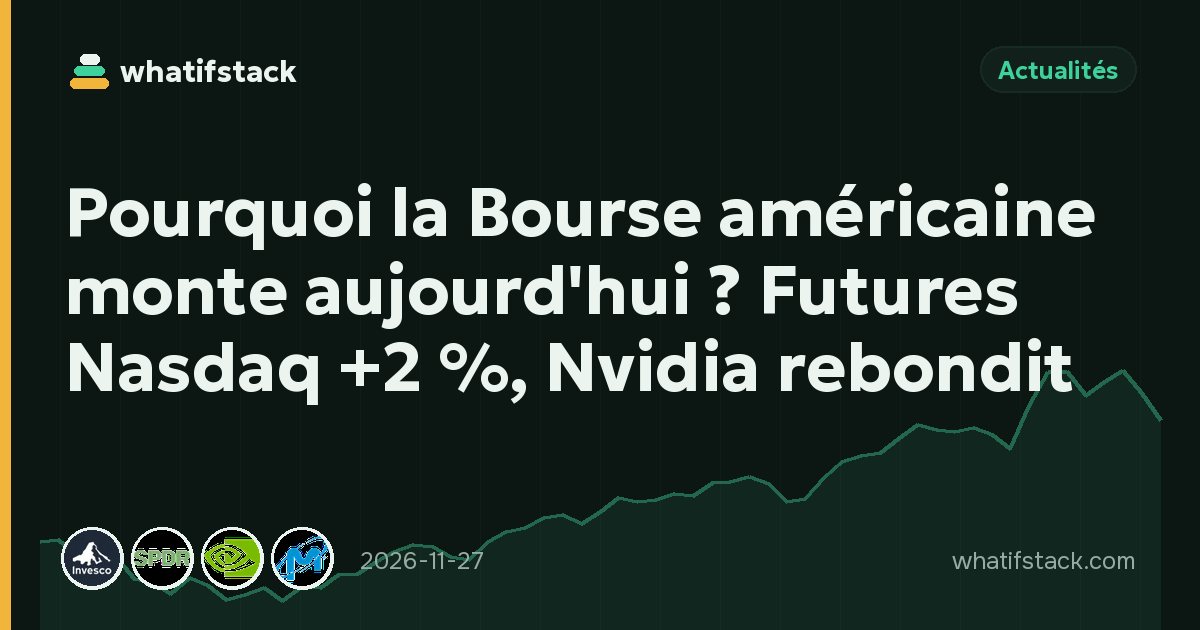 whatifstack
Actualités
Pourquoi la Bourse américaine
monte aujourd'hui ? Futures
Nasdaq +2 %, Nvidia rebondit
Invesco
SPDR
M
2026-11-27
whatifstack.com